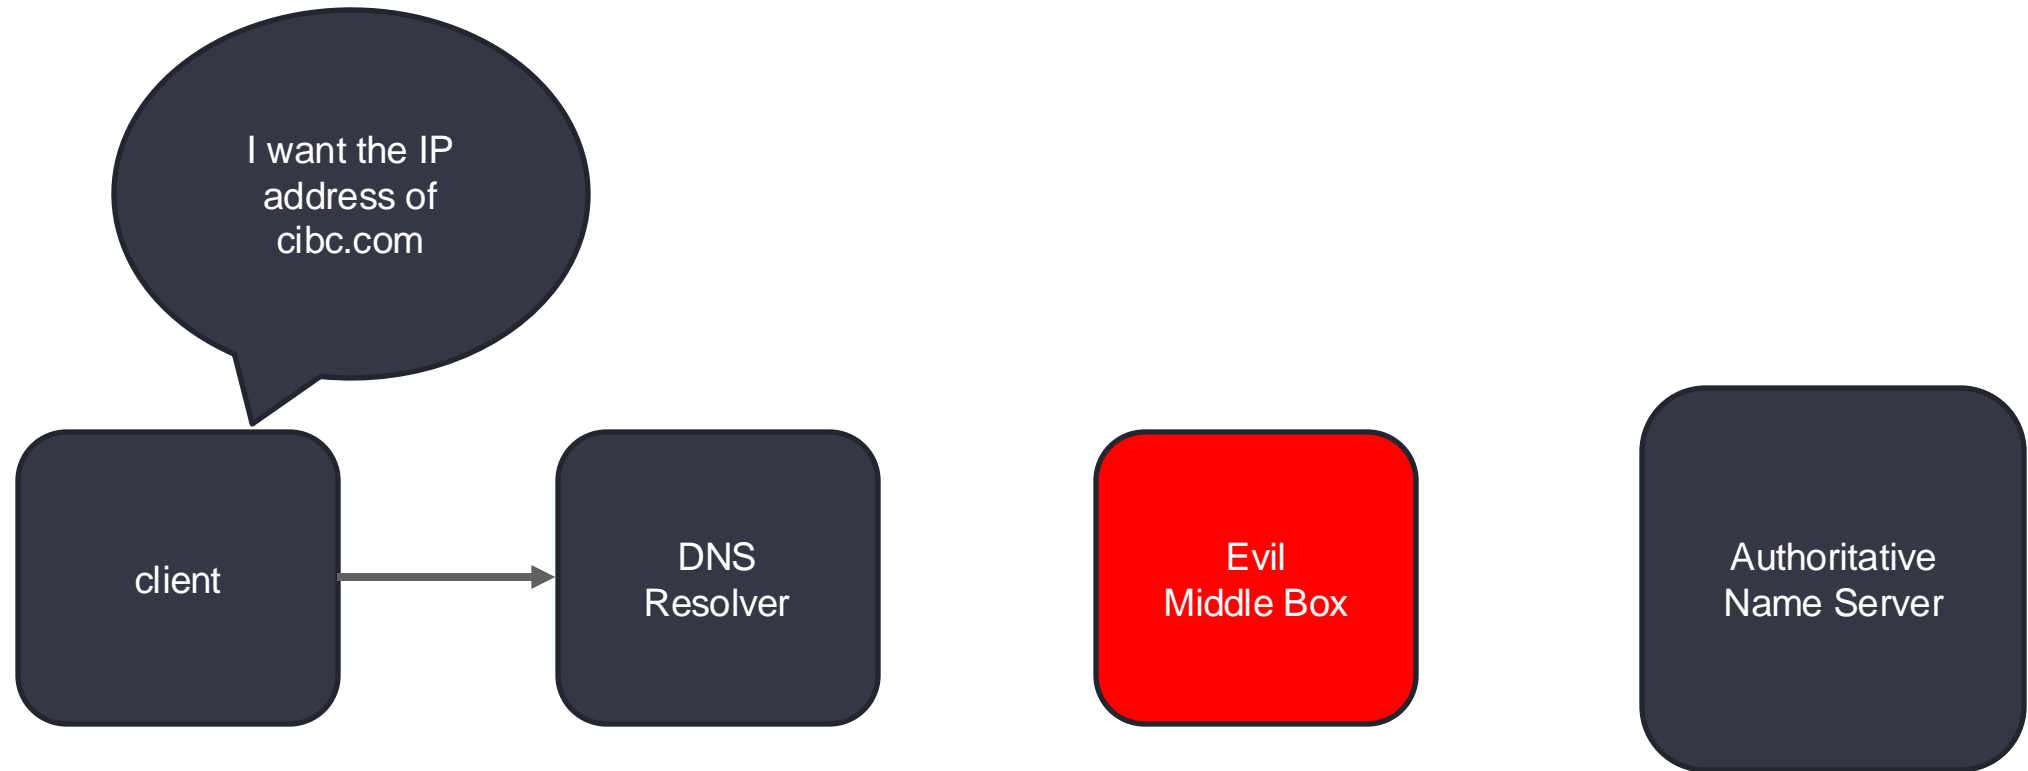 I want the IP
address of
cibc.com
client
DNS
Resolver
Evil
Middle Box
Authoritative
Name Server